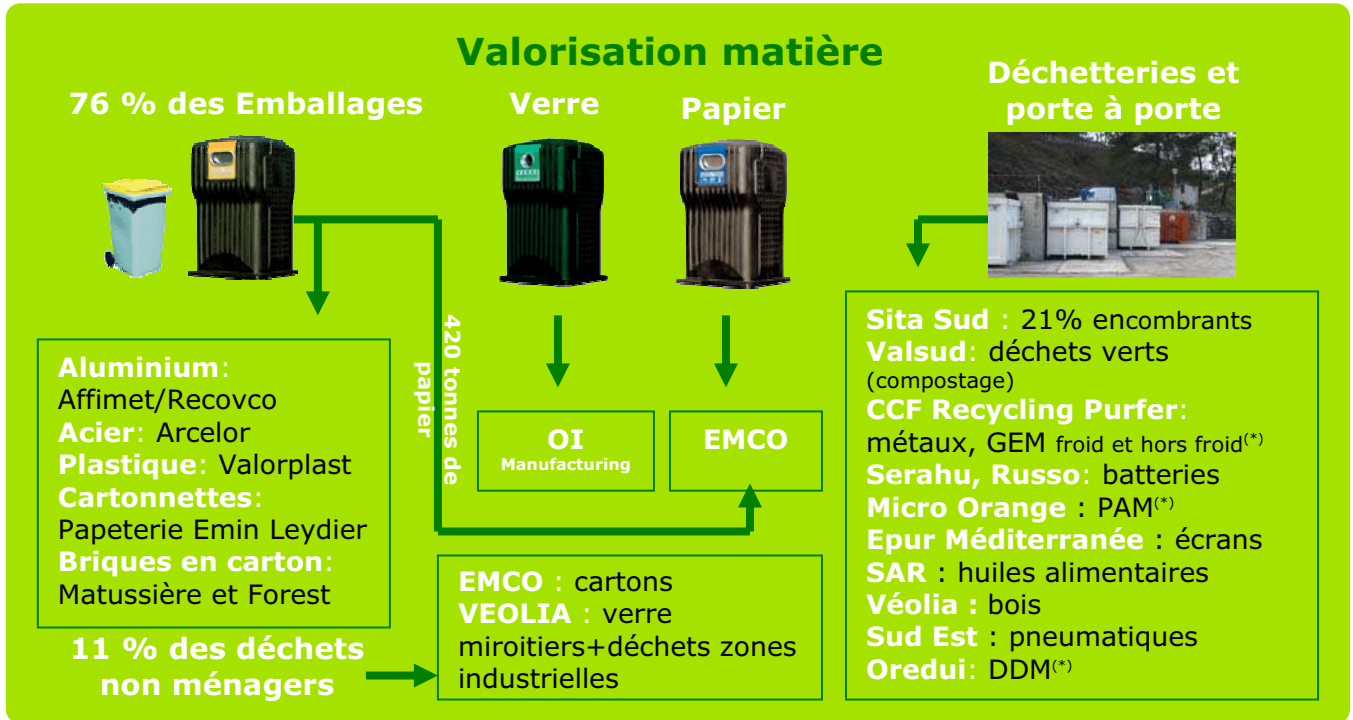 Valorisation matière
76 % des Emballages
Verre
Papier
Déchetteries et
porte à porte
420 tonnes de
papier
Aluminium:
Affimet/Recovco
Acier: Arcelor
Plastique: Valorplast
Cartonnettes:
Papeterie Emin Leydier
Briques en carton:
Matussière et Forest
OI
Manufacturing
EMCO
Sita Sud : 21% encombrants
Valsud: déchets verts
(compostage)
CCF Recycling Purfer:
métaux, GEM froid et hors froid(*)
Serahu, Russo: batteries
Micro Orange : PAM(*)
Epur Méditerranée : écrans
SAR : huiles alimentaires
Véolia : bois
Sud Est : pneumatiques
Oredui: DDM(*)
11 % des déchets
non ménagers
EMCO : cartons
VEOLIA : verre
miroitiers+déchets zones
industrielles